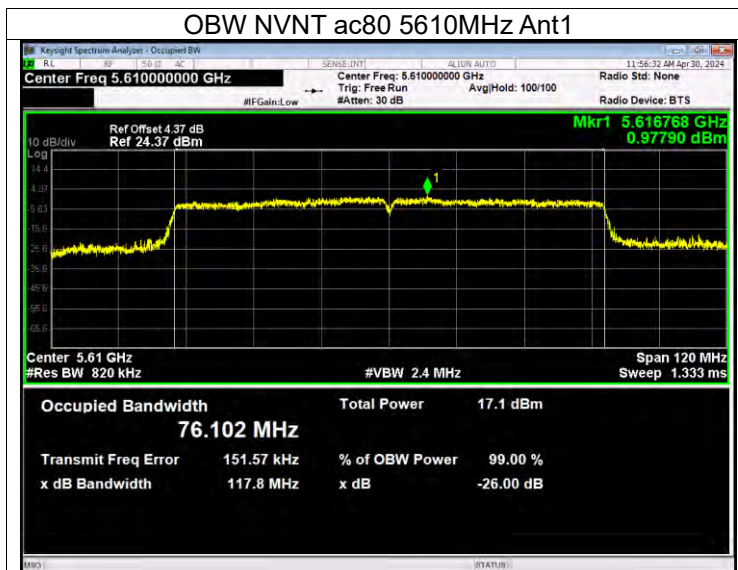 OBW NVNT ac80 5610MHz Ant1
Keysight Spectrum Analyzer - Occupied BW
RL RF 50 Ω AC SENSE:INT ALIGN AUTO 11:56:32 AM Apr 30, 2024
Center Freq 5.610000000 GHz Center Freq: 5.610000000 GHz Radio Std: None
Trig: Free Run Avg|Hold: 100/100
#IFGain:Low #Atten: 30 dB Radio Device: BTS
Mkr1 5.616768 GHz
0.97790 dBm
Ref Offset 4.37 dB
10 dB/div Ref 24.37 dBm
Log
14.4
4.37
-5.63
-15.6
-25.6
-35.6
-45.6
-55.6
-65.6
1
Center 5.61 GHz Span 120 MHz
#Res BW 820 kHz #VBW 2.4 MHz Sweep 1.333 ms
Occupied Bandwidth Total Power 17.1 dBm
76.102 MHz
Transmit Freq Error 151.57 kHz % of OBW Power 99.00 %
x dB Bandwidth 117.8 MHz x dB -26.00 dB
MSG STATUS